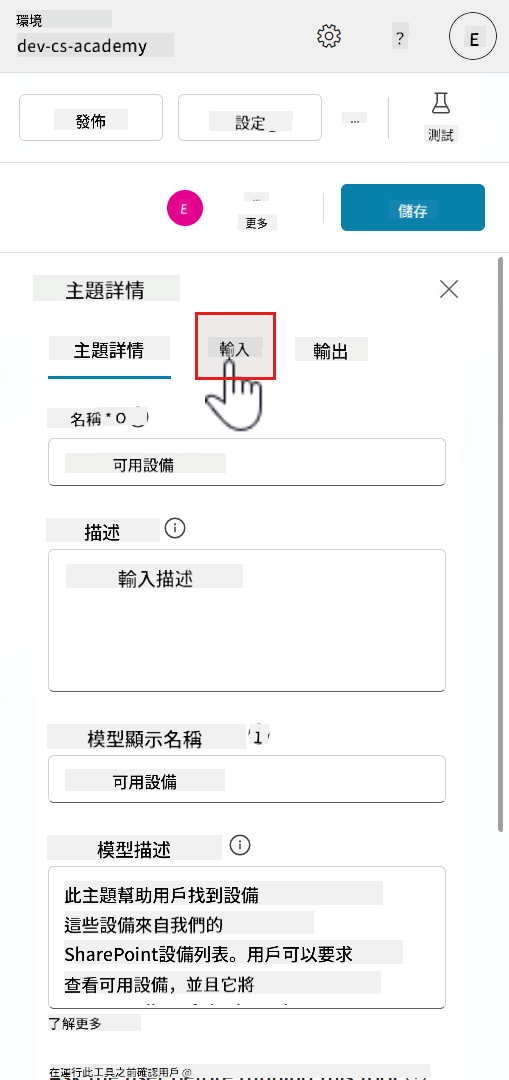 環境
dev-cs-academy
?
E
發佈
設定
...
測試
E
...
更多
儲存
主題詳情
主題詳情
輸入
輸出
名稱 * O
可用設備
描述
輸入描述
模型顯示名稱
可用設備
模型描述
此主題幫助用戶找到設備
這些設備來自我們的
SharePoint設備列表。用戶可以要求
查看可用設備，並且它將
了解更多
在運行此工具之前確認用戶 @